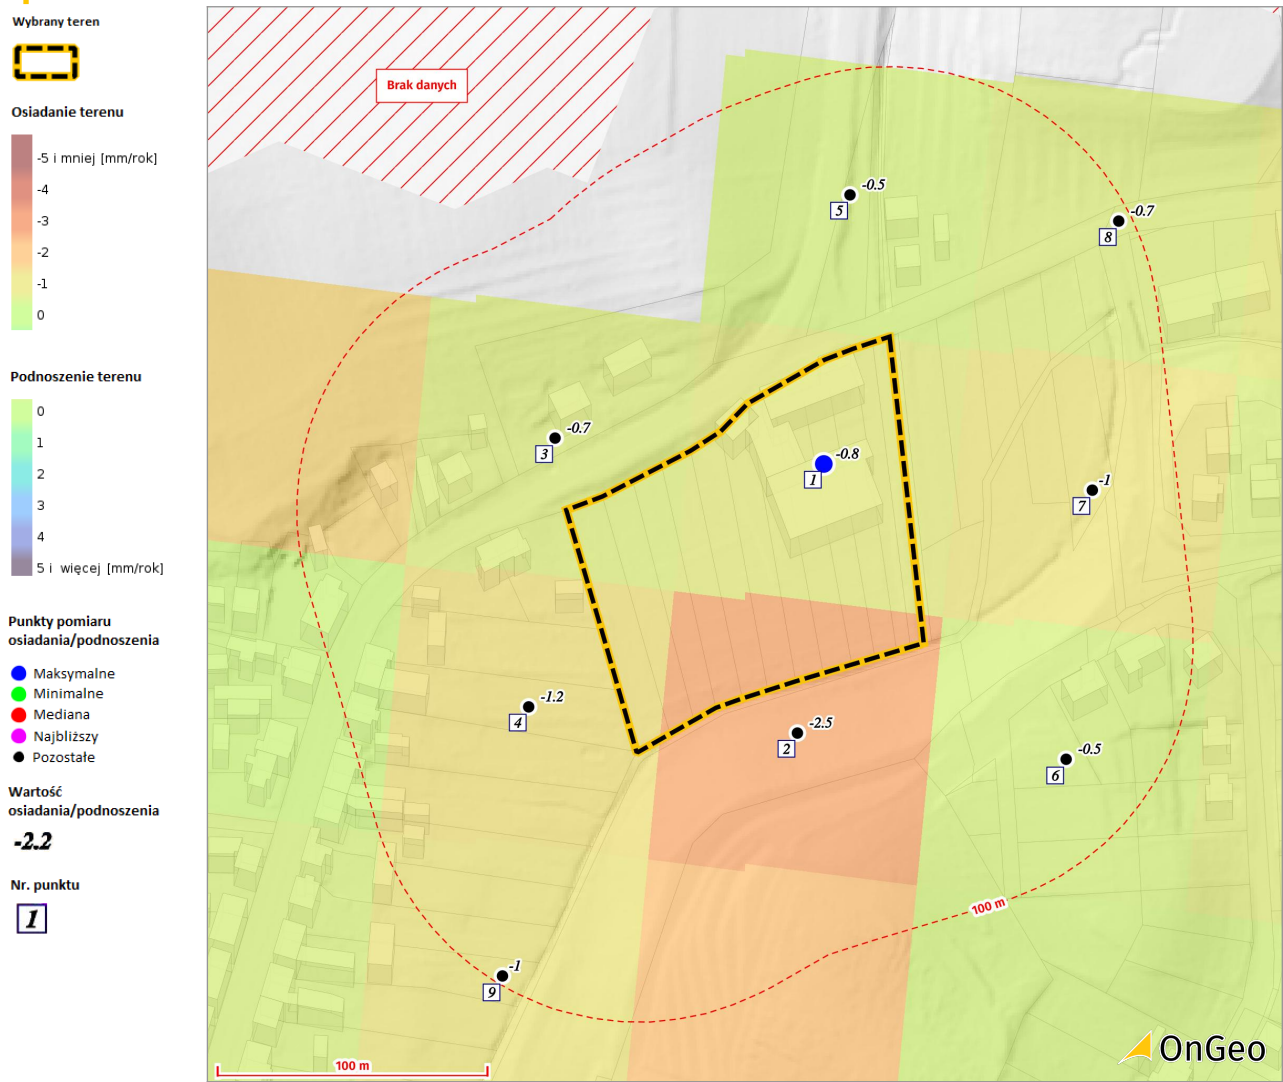 Wybrany teren
Osiadanie terenu
-5 i mniej [mm/rok]
-4
-3
-2
-1
0
Podnoszenie terenu
0
1
2
3
4
5 i więcej [mm/rok]
Punkty pomiaru
osiadania/podnoszenia
Maksymalne
Minimalne
Mediana
Najbliższy
Pozostałe
Wartość
osiadania/podnoszenia
-2.2
Nr. punktu
1
Brak danych
-0.5
5
-0.7
8
-0.7
3
-0.8
1
-1
7
-1.2
4
-2.5
2
-0.5
6
100 m
-1
9
100 m
OnGeo